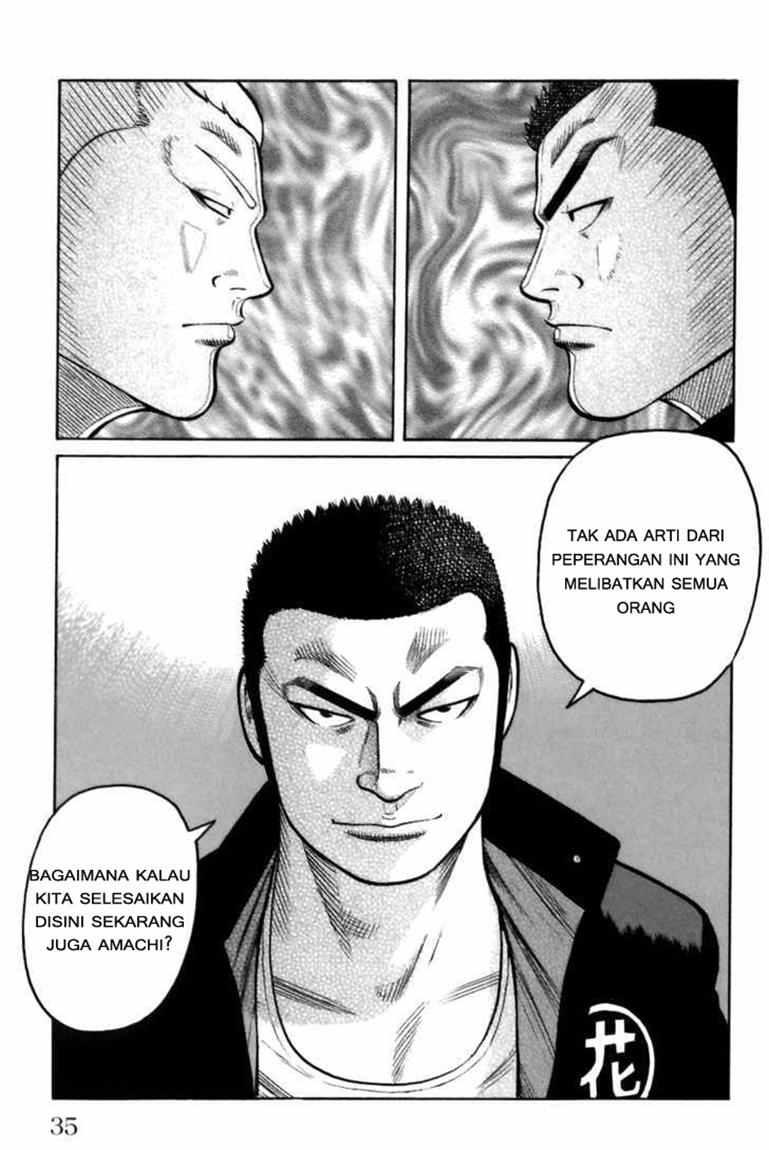 TAK ADA ARTI DARI
PEPERANGAN INI YANG
MELIBATKAN SEMUA
ORANG
BAGAIMANA KALAU
KITA SELESAIKAN
DISINI SEKARANG
JUGA AMACHI?
花
35